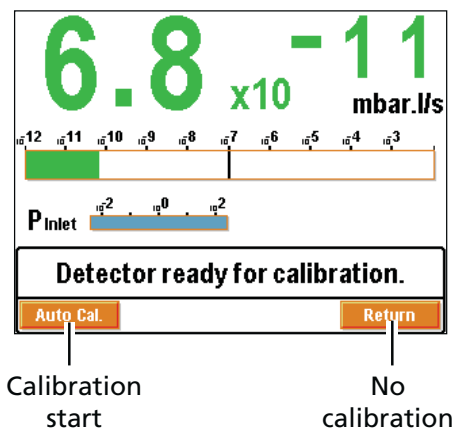 6.8 x10 -11
mbar.l/s
10-12 10-11 10-10 10-9 10-8 10-7 10-6 10-5 10-4 10-3
P Inlet 10-2 100 102
Detector ready for calibration.
Auto Cal. Return
Calibration start
No calibration